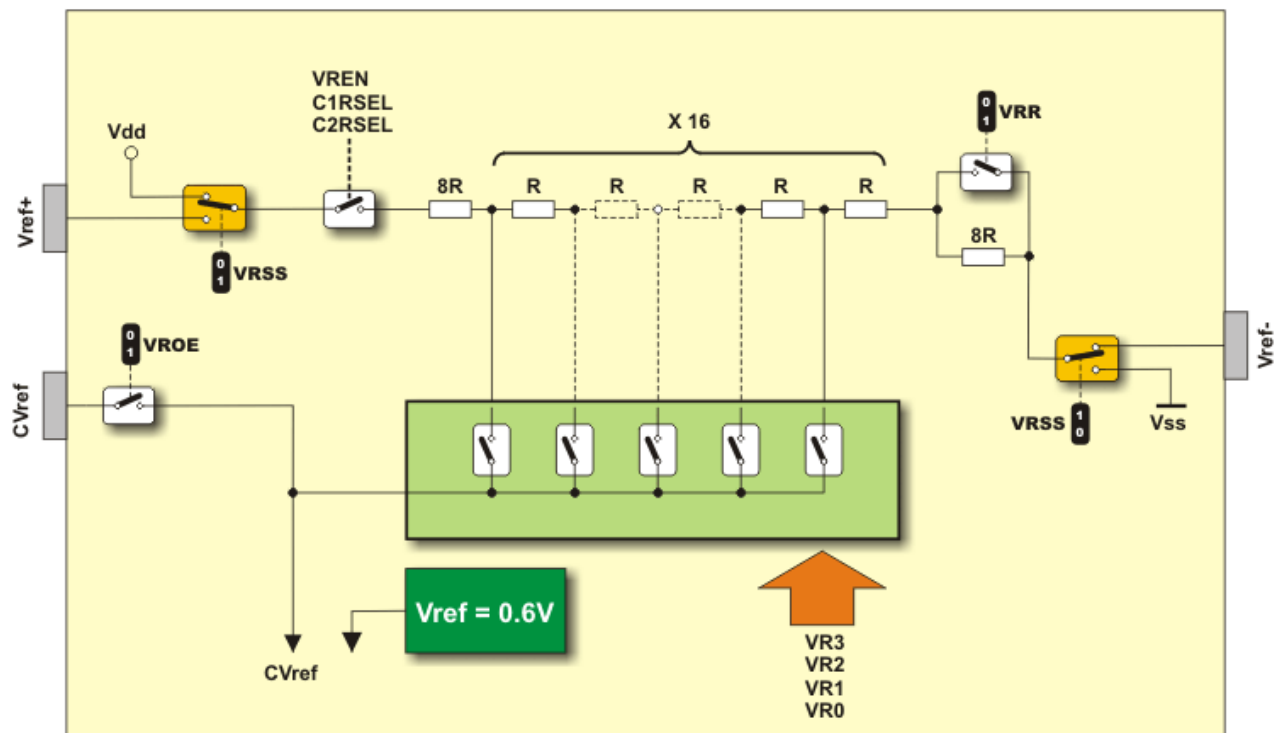 VREN
C1RSEL
C2RSEL
Vdd
X 16
0
1
VRR
8R
R
R
R
R
R
Vref+
0
1
VRSS
8R
0
1
VROE
Vref-
CVref
VRSS
1
0
Vss
Vref = 0.6V
CVref
VR3
VR2
VR1
VR0